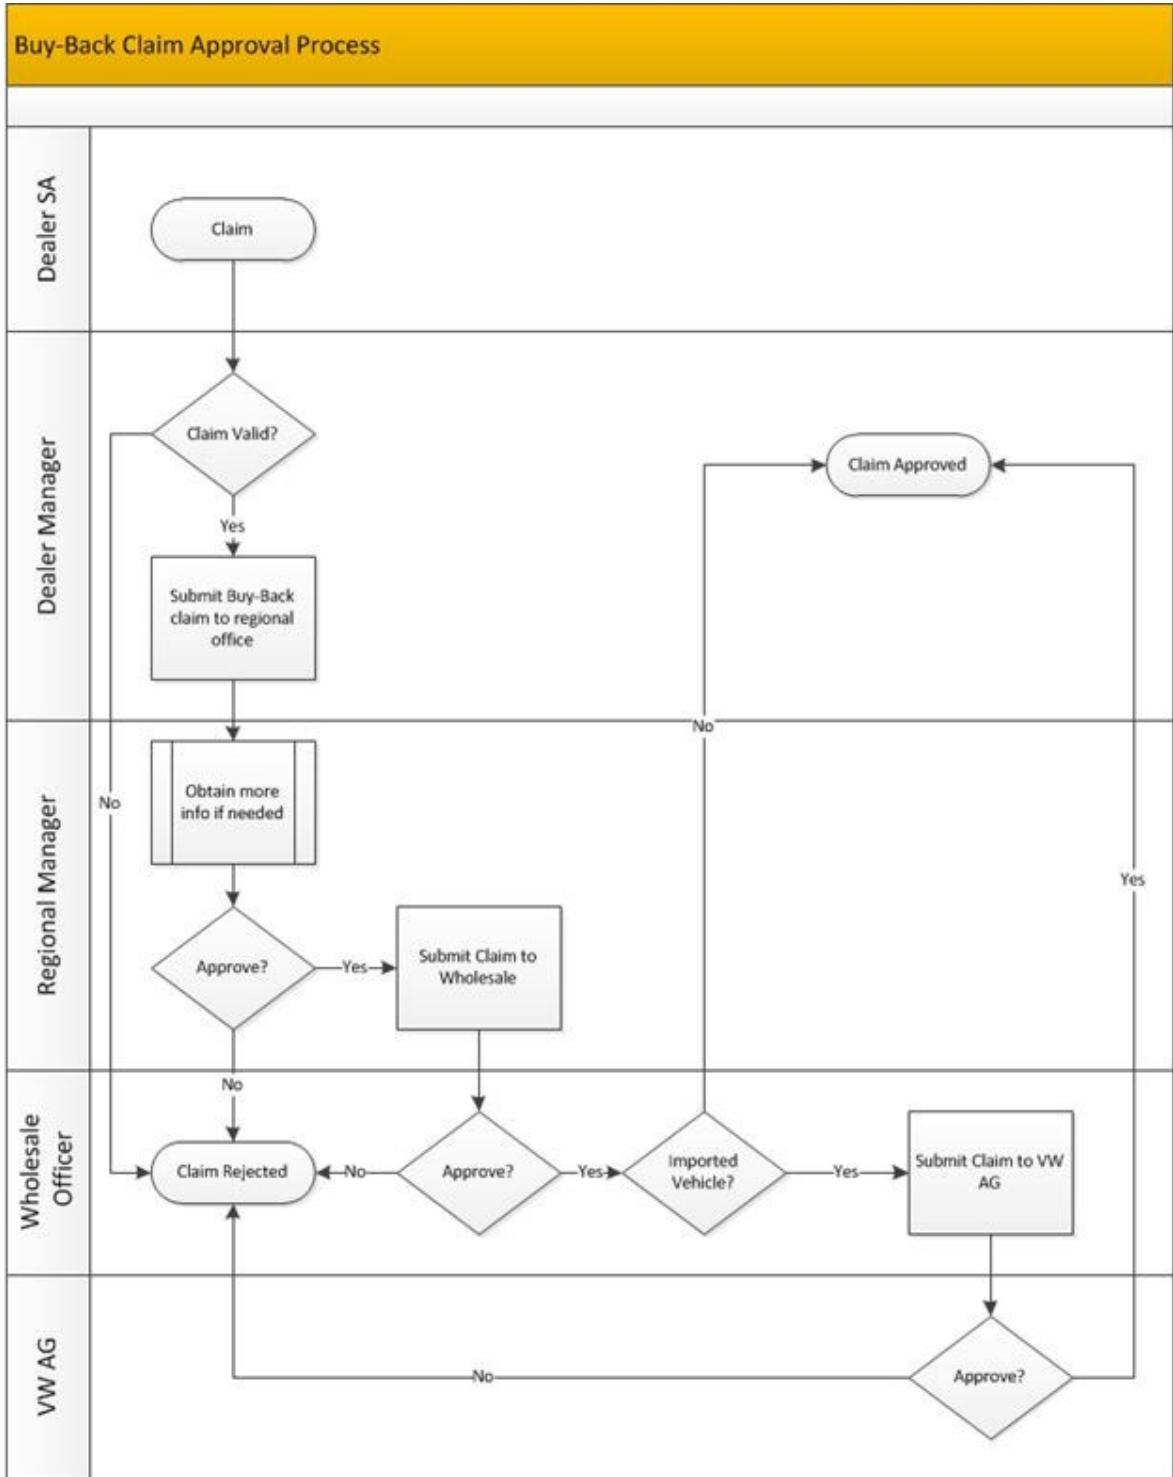 Buy-Back Claim Approval Process
Dealer SA
Claim
Dealer Manager
Claim Valid?
Claim Approved
Yes
Submit Buy-Back
claim to regional
office
No
Regional Manager
Obtain more
info if needed
No
Yes
Approve?
Yes
Submit Claim to
Wholesale
No
Wholesale
Officer
Claim Rejected
No
Approve?
Yes
Imported
Vehicle?
Yes
Submit Claim to VW
AG
VW AG
No
Approve?